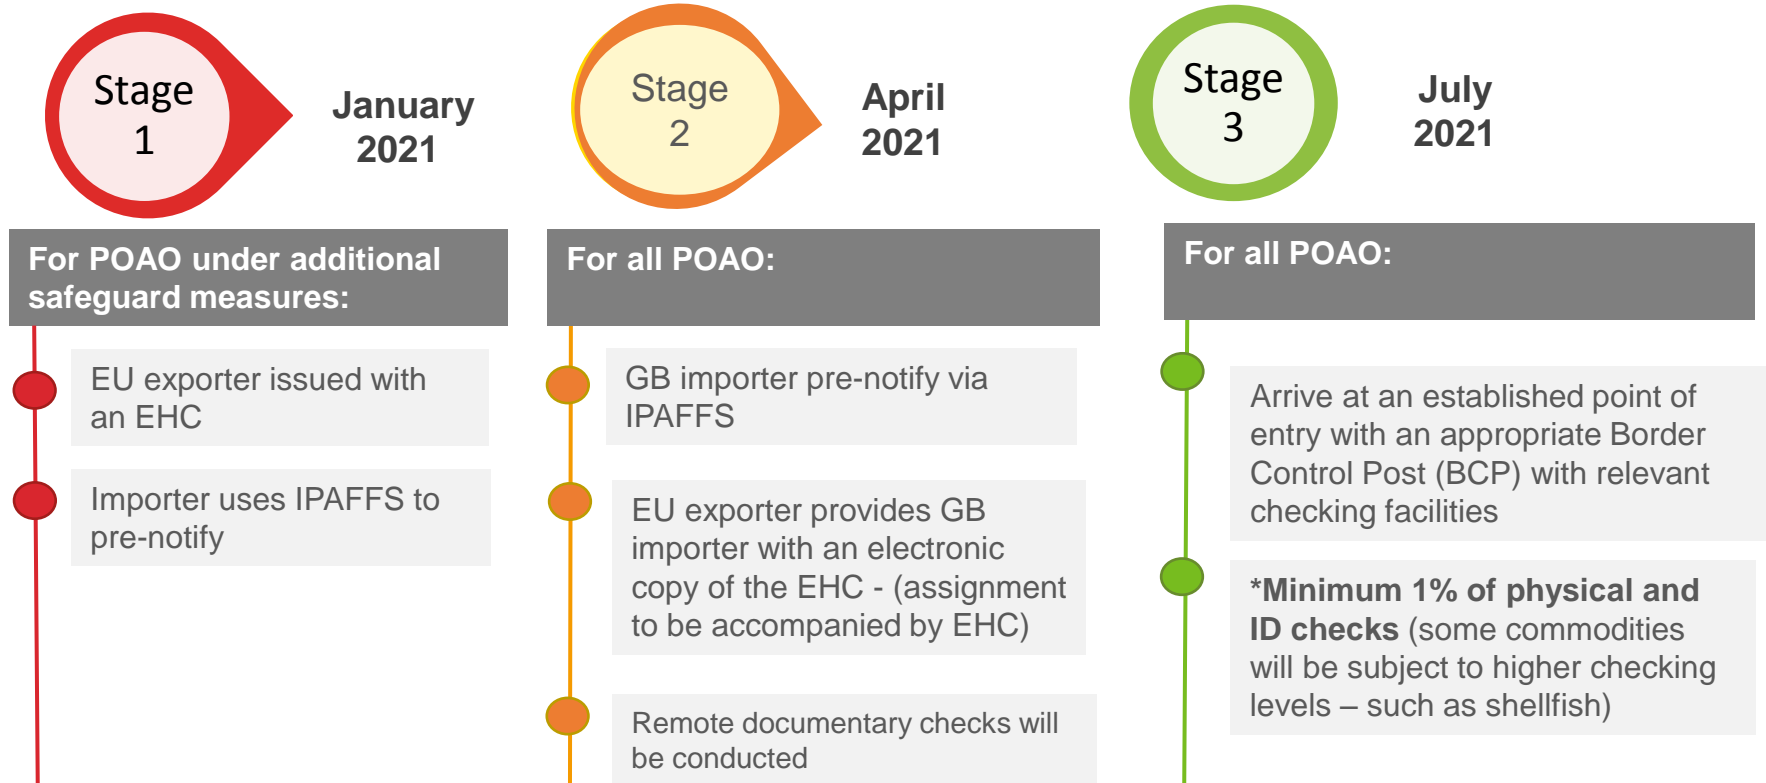 Stage
1
January
2021
For POAO under additional
safeguard measures:
EU exporter issued with
an EHC
Importer uses IPAFFS to
pre-notify
Stage
2
April
2021
For all POAO:
GB importer pre-notify via
IPAFFS
EU exporter provides GB
importer with an electronic
copy of the EHC - (assignment
to be accompanied by EHC)
Remote documentary checks will
be conducted
Stage
3
July
2021
For all POAO:
Arrive at an established point of
entry with an appropriate Border
Control Post (BCP) with relevant
checking facilities
*Minimum 1% of physical and
ID checks (some commodities
will be subject to higher checking
levels – such as shellfish)